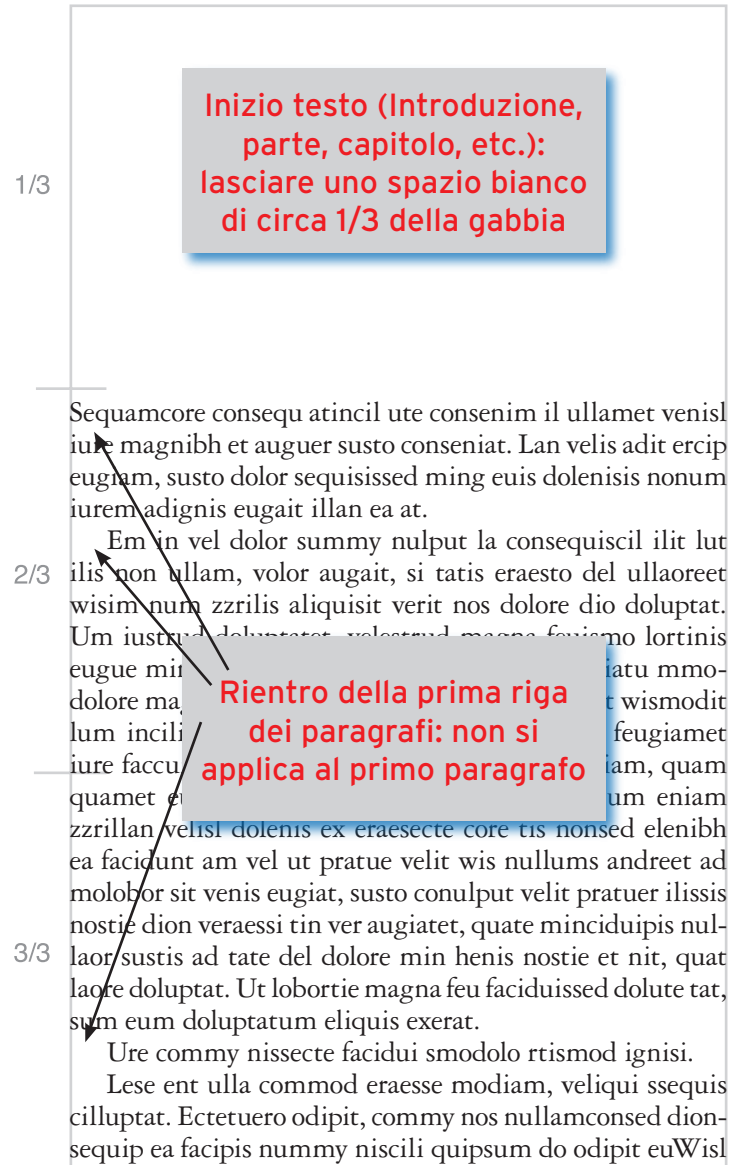 Inizio testo (Introduzione,
parte, capitolo, etc.):
lasciare uno spazio bianco
di circa 1/3 della gabbia
1/3
Sequamcore consequ atincil ute consenim il ullamet venisl
iure magnibh et auguer susto conseniat. Lan velis adit ercip
eugiam, susto dolor sequisissed ming euis dolenisis nonum
iurem adignis eugait illan ea at.
Em in vel dolor summy nulput la consequiscil ilit lut
2/3
ilis non ullam, volor augait, si tatis eraesto del ullaoreet
wisim num zzrilis aliquisit verit nos dolore dio doluptat.
Um iustrud doluptatet, velestrud magna feuismo lortinis
eugue min iatu mmo-
dolore mag t wismodit
lum incili feugiamet
iure faccu iam, quam
quamet eu um eniam
Rientro della prima riga
dei paragrafi: non si
applica al primo paragrafo
zzrillan velisl dolenis ex eraesecte core tis nonsed elenibh
ea facidunt am vel ut pratue velit wis nullums andreet ad
molobor sit venis eugiat, susto conulput velit pratuer ilissis
nostie dion veraessi tin ver augiatet, quate minciduipis nul-
3/3
laor sustis ad tate del dolore min henis nostie et nit, quat
laore doluptat. Ut lobortie magna feu faciduissed dolute tat,
sum eum doluptatum eliquis exerat.
Ure commy nissecte facidui smodolo rtismod ignisi.
Lese ent ulla commod eraesse modiam, veliqui ssequis
cilluptat. Ectetuero odipit, commy nos nullamconsed dion-
sequip ea facipis nummy niscili quipsum do odipit euWisl